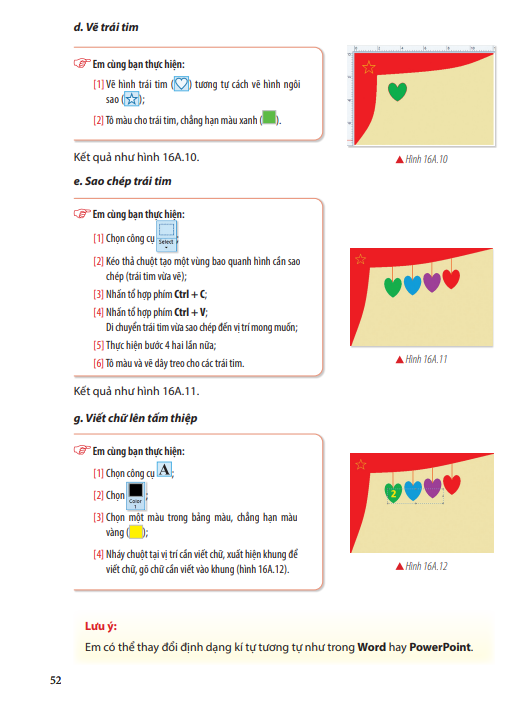 d. Vẽ trái tim
Em cùng bạn thực hiện:
[1] Vẽ hình trái tim ( ) tương tự cách vẽ hình ngôi
sao ( );
[2] Tô màu cho trái tim, chẳng hạn màu xanh ( ).
Kết quả như hình 16A.10.
▲ Hình 16A.10
e. Sao chép trái tim
Em cùng bạn thực hiện:
[1] Chọn công cụ Select ;
[2] Kéo thả chuột tạo một vùng bao quanh hình cần sao
chép (trái tim vừa vẽ);
[3] Nhấn tổ hợp phím Ctrl + C;
[4] Nhấn tổ hợp phím Ctrl + V;
Di chuyển trái tim vừa sao chép đến vị trí mong muốn;
[5] Thực hiện bước 4 hai lần nữa;
[6] Tô màu và vẽ dây treo cho các trái tim.
▲ Hình 16A.11
Kết quả như hình 16A.11.
g. Viết chữ lên tấm thiệp
Em cùng bạn thực hiện:
[1] Chọn công cụ A ;
[2] Chọn Color 1 ;
[3] Chọn một màu trong bảng màu, chẳng hạn màu
vàng ( );
[4] Nháy chuột tại vị trí cần viết chữ, xuất hiện khung để
viết chữ, gõ chữ cần viết vào khung (hình 16A.12).
2
▲ Hình 16A.12
Lưu ý:
Em có thể thay đổi định dạng kí tự tương tự như trong Word hay PowerPoint.
52